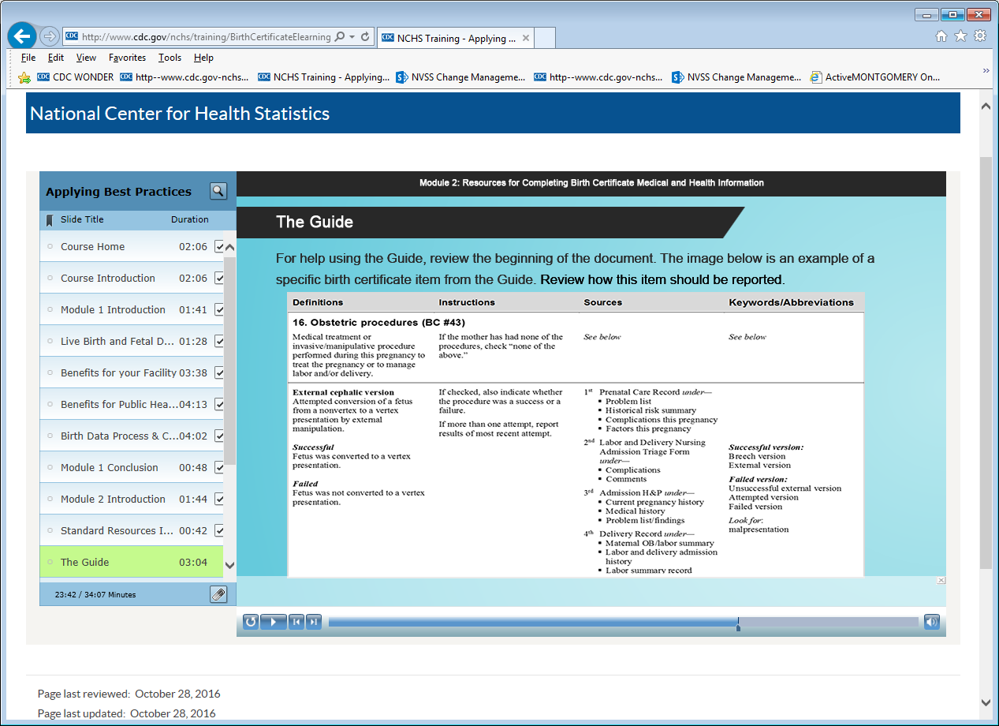 http://www.cdc.gov/nchs/training/BirthCertificateElearning
CDC NCHS Training - Applying ...
File Edit View Favorites Tools Help
CDC CDC WONDER CDC http--www.cdc.gov-nchs... CDC NCHS Training - Applying... NVSS Change Manageme... CDC http--www.cdc.gov-nchs... NVSS Change Manageme... ActiveMONTGOMERY On...
National Center for Health Statistics
Applying Best Practices
Slide Title Duration
Course Home 02:06
Course Introduction 02:06
Module 1 Introduction 01:41
Live Birth and Fetal D... 01:28
Benefits for your Facility 03:38
Benefits for Public Hea... 04:13
Birth Data Process & C... 04:02
Module 1 Conclusion 00:48
Module 2 Introduction 01:44
Standard Resources I... 00:42
The Guide 03:04
23:42 / 34:07 Minutes
Module 2: Resources for Completing Birth Certificate Medical and Health Information
The Guide
For help using the Guide, review the beginning of the document. The image below is an example of a
specific birth certificate item from the Guide. Review how this item should be reported.
Definitions Instructions Sources Keywords/Abbreviations
16. Obstetric procedures (BC #43)
Medical treatment or
invasive/manipulative procedure
performed during this pregnancy to
treat the pregnancy or to manage
labor and/or delivery.
If the mother has had none of the
procedures, check “none of the
above.”
See below
See below
External cephalic version
Attempted conversion of a fetus
from a nonvertex to a vertex
presentation by external
manipulation.
Successful
Fetus was converted to a vertex
presentation.
Failed
Fetus was not converted to a vertex
presentation.
If checked, also indicate whether
the procedure was a success or a
failure.
If more than one attempt, report
results of most recent attempt.
1st Prenatal Care Record under—
▪ Problem list
▪ Historical risk summary
▪ Complications this pregnancy
▪ Factors this pregnancy
2nd Labor and Delivery Nursing
Admission Triage Form
under—
▪ Complications
▪ Comments
3rd Admission H&P under—
▪ Current pregnancy history
▪ Medical history
▪ Problem list/findings
4th Delivery Record under—
▪ Maternal OB/labor summary
▪ Labor and delivery admission
history
▪ Labor summary record
Successful version:
Breech version
External version
Failed version:
Unsuccessful external version
Attempted version
Failed version
Look for:
malpresentation
Page last reviewed: October 28, 2016
Page last updated: October 28, 2016